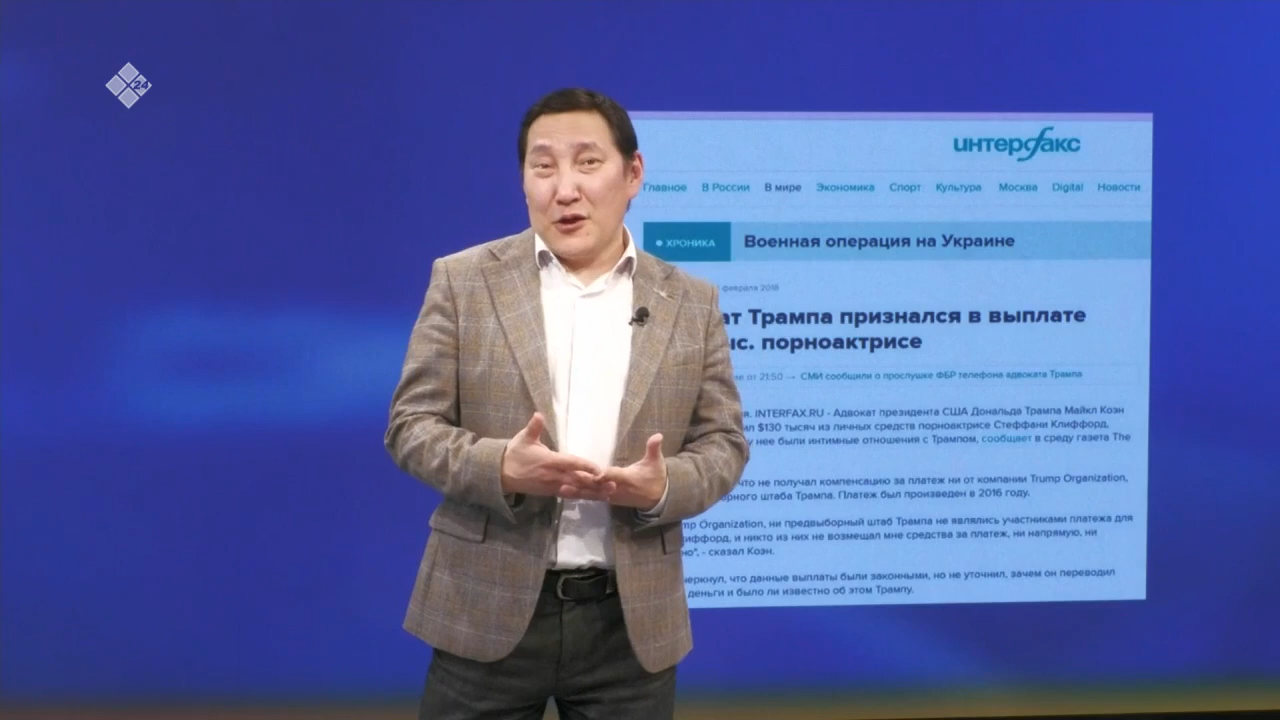 x24
интерфакс
Главное В России В мире Экономика Спорт Культура Москва Digital Новости
ХРОНИКА Военная операция на Украине
февраля 2018
ат Трампа признался в выплате
ыс. порноактрисе
ие от 21:50 → СМИ сообщили о прослушке ФБР телефона адвоката Трампа
я. INTERFAX.RU - Адвокат президента США Дональда Трампа Майкл Коэн
ил $130 тысяч из личных средств порноактрисе Стеффани Клиффорд,
у нее были интимные отношения с Трампом, сообщает в среду газета The
что не получал компенсацию за платеж ни от компании Trump Organization,
орного штаба Трампа. Платеж был произведен в 2016 году.
mp Organization, ни предвыборный штаб Трампа не являлись участниками платежа для
лиффорд, и никто из них не возмещал мне средства за платеж, ни напрямую, ни
но", - сказал Коэн.
черкнул, что данные выплаты были законными, но не уточнил, зачем он переводил
деньги и было ли известно об этом Трампу.